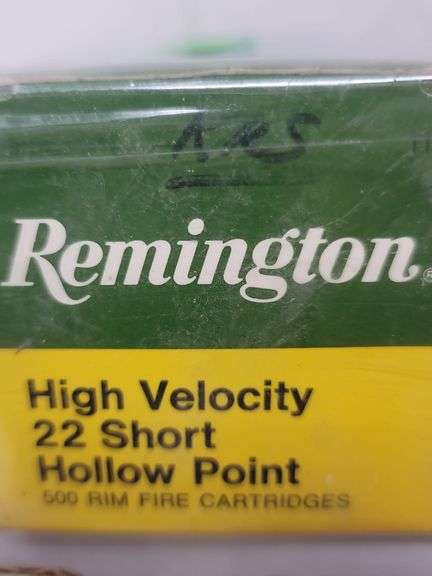 Remington®
High Velocity
22 Short
Hollow Point
500 RIM FIRE CARTRIDGES